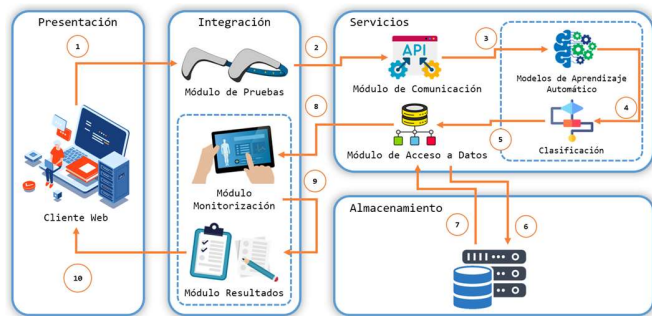 Presentación
1
Cliente Web
10
Integración
Módulo de Pruebas
2
8
Módulo
Monitorización
9
Módulo Resultados
Servicios
API
Módulo de Comunicación
3
Modelos de Aprendizaje
Automático
4
Clasificación
5
Módulo de Acceso a Datos
7
6
Almacenamiento